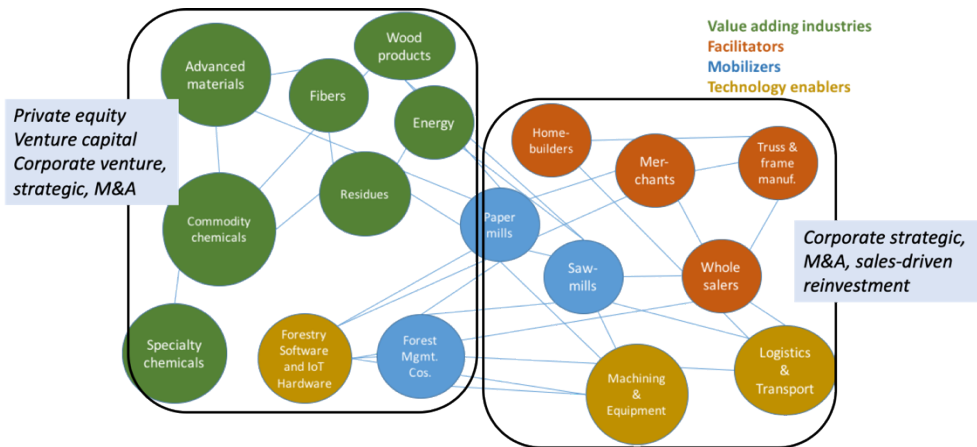 Value adding industries
Facilitators
Mobilizers
Technology enablers
Private equity
Venture capital
Corporate venture,
strategic, M&A
Advanced
materials
Fibers
Wood
products
Energy
Commodity
chemicals
Residues
Specialty
chemicals
Forestry
Software
and IoT
Hardware
Forest
Mgmt.
Cos.
Paper
mills
Saw-
mills
Home-
builders
Mer-
chants
Truss &
frame
manuf.
Whole
salers
Machining
&
Equipment
Logistics
&
Transport
Corporate strategic,
M&A, sales-driven
reinvestment